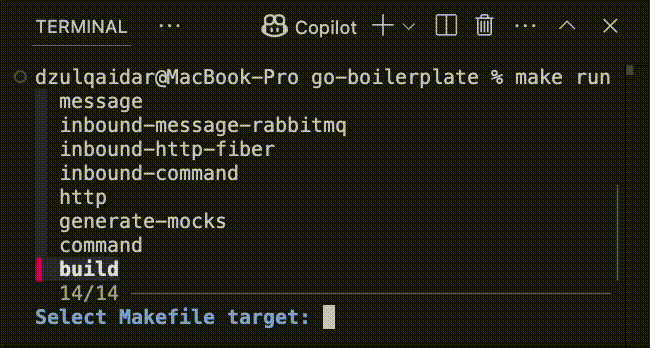 TERMINAL ··· Copilot ···
dzulqaidar@MacBook-Pro go-boilerplate % make run
message
inbound-message-rabbitmq
inbound-http-fiber
inbound-command
http
generate-mocks
command
build
14/14
Select Makefile target: